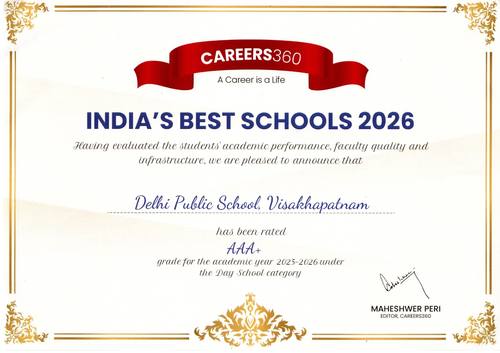 CAREERS360
A Career is a Life
INDIA'S BEST SCHOOLS 2026
Having evaluated the students' academic performance, faculty quality and
infrastructure, we are pleased to announce that
Delhi Public School, Visakhapatnam
has been rated
AAA+
grade for the academic year 2025-2026 under
the Day School category
MAHESHWER PERI
EDITOR, CAREERS360